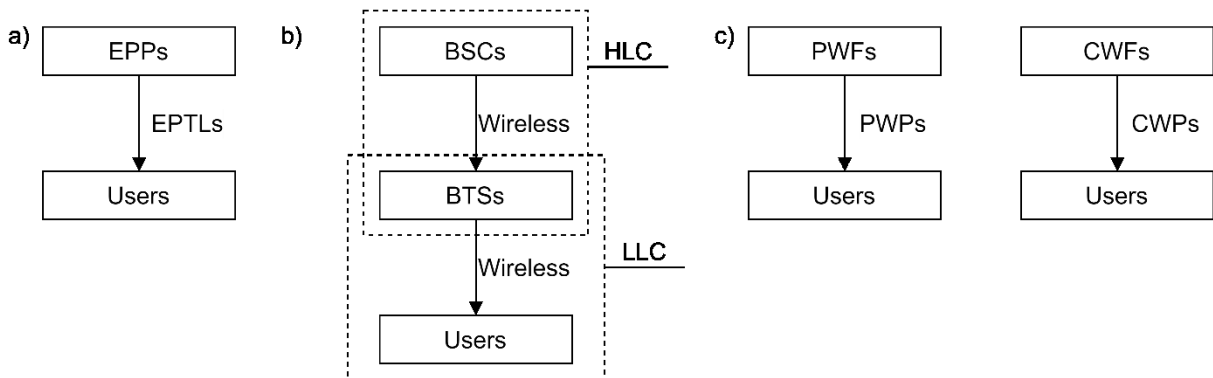 a)
EPPs
EPTLs
Users
b)
BSCs
HLC
Wireless
BTSs
LLC
Wireless
Users
c)
PWFs
PWPs
Users
CWFs
CWPs
Users